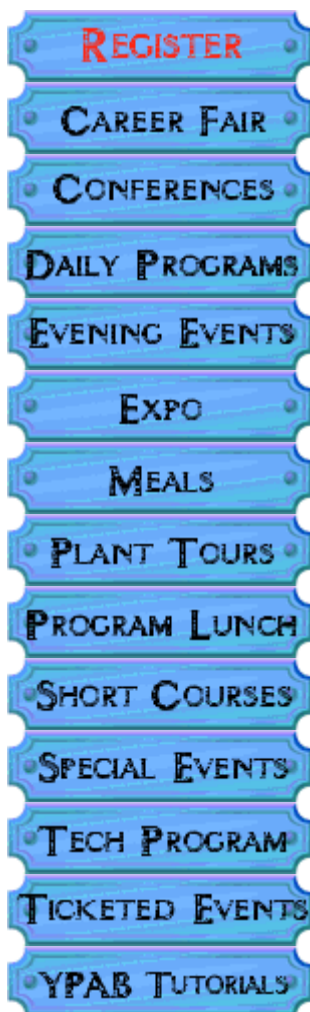 Register
Career Fair
Conferences
Daily Programs
Evening Events
Expo
Meals
Plant Tours
Program Lunch
Short Courses
Special Events
Tech Program
Ticketed Events
YPAB Tutorials